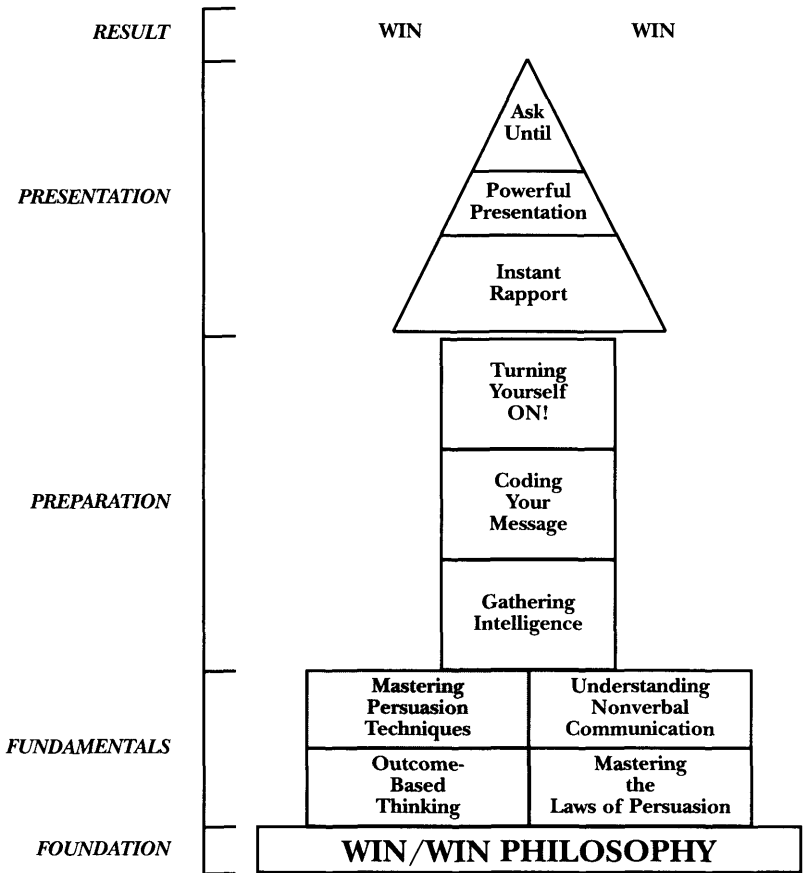 RESULT
WIN WIN
PRESENTATION
Ask
Until
Powerful
Presentation
Instant
Rapport
PREPARATION
Turning
Yourself
ON!
Coding
Your
Message
Gathering
Intelligence
FUNDAMENTALS
Mastering
Persuasion
Techniques
Understanding
Nonverbal
Communication
Outcome-
Based
Thinking
Mastering
the
Laws of Persuasion
FOUNDATION
WIN/WIN PHILOSOPHY